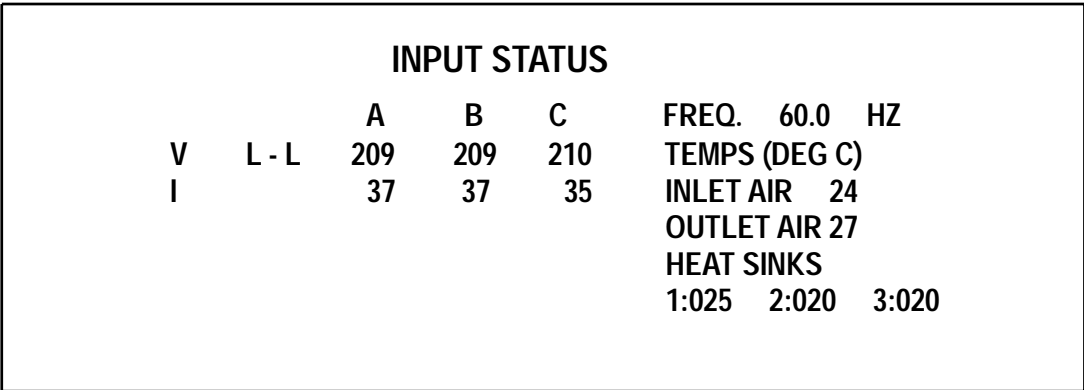 INPUT STATUS
A B C FREQ. 60.0 HZ
V L - L 209 209 210 TEMPS (DEG C)
I 37 37 35 INLET AIR 24
OUTLET AIR 27
HEAT SINKS
1:025 2:020 3:020